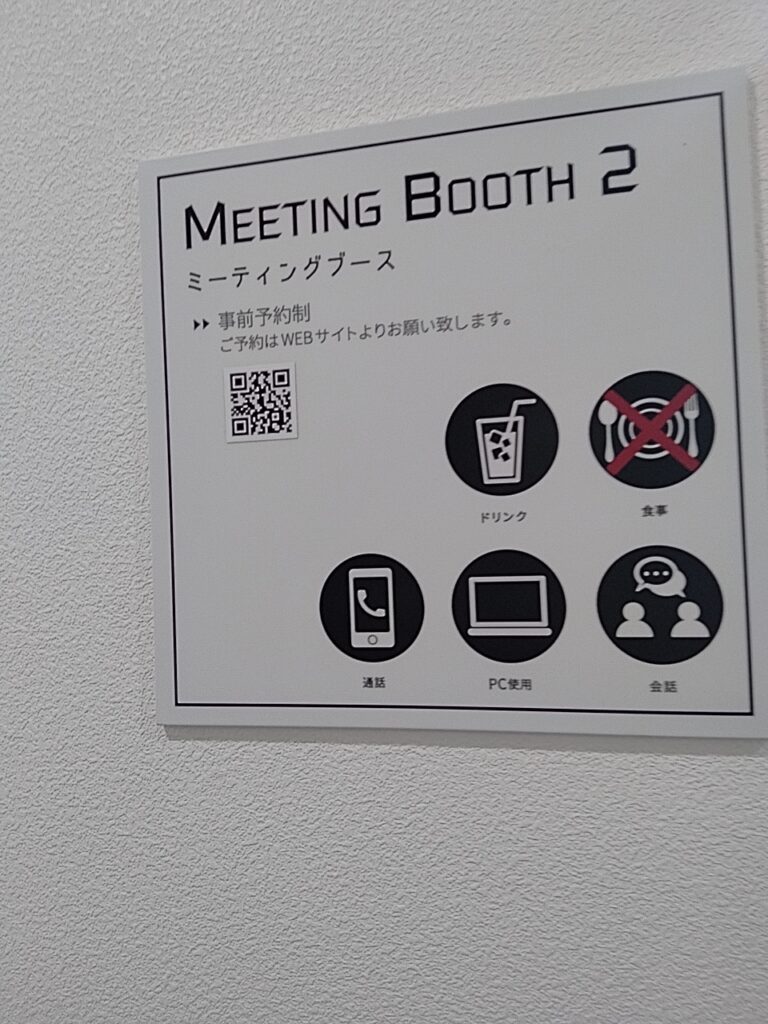 MEETING BOOTH 2
ミーティングブース
事前予約制
ご予約はWEBサイトよりお願い致します。
ドリンク
食事
通話
PC使用
会話